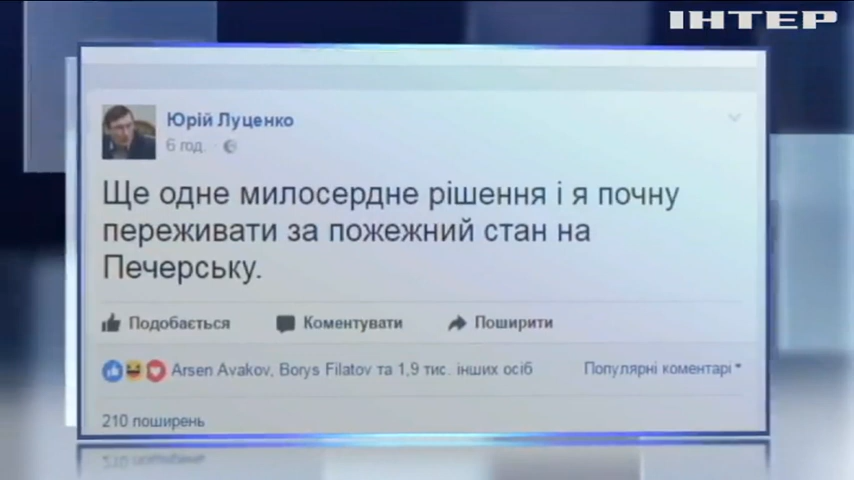 ІНТЕР
Юрій Луценко
6 год.
Ще одне милосердне рішення і я почну
переживати за пожежний стан на
Печерську.
Подобається Коментувати Поширити
Arsen Avakov, Borys Filatov та 1,9 тис. інших осіб Популярні коментарі
210 поширень